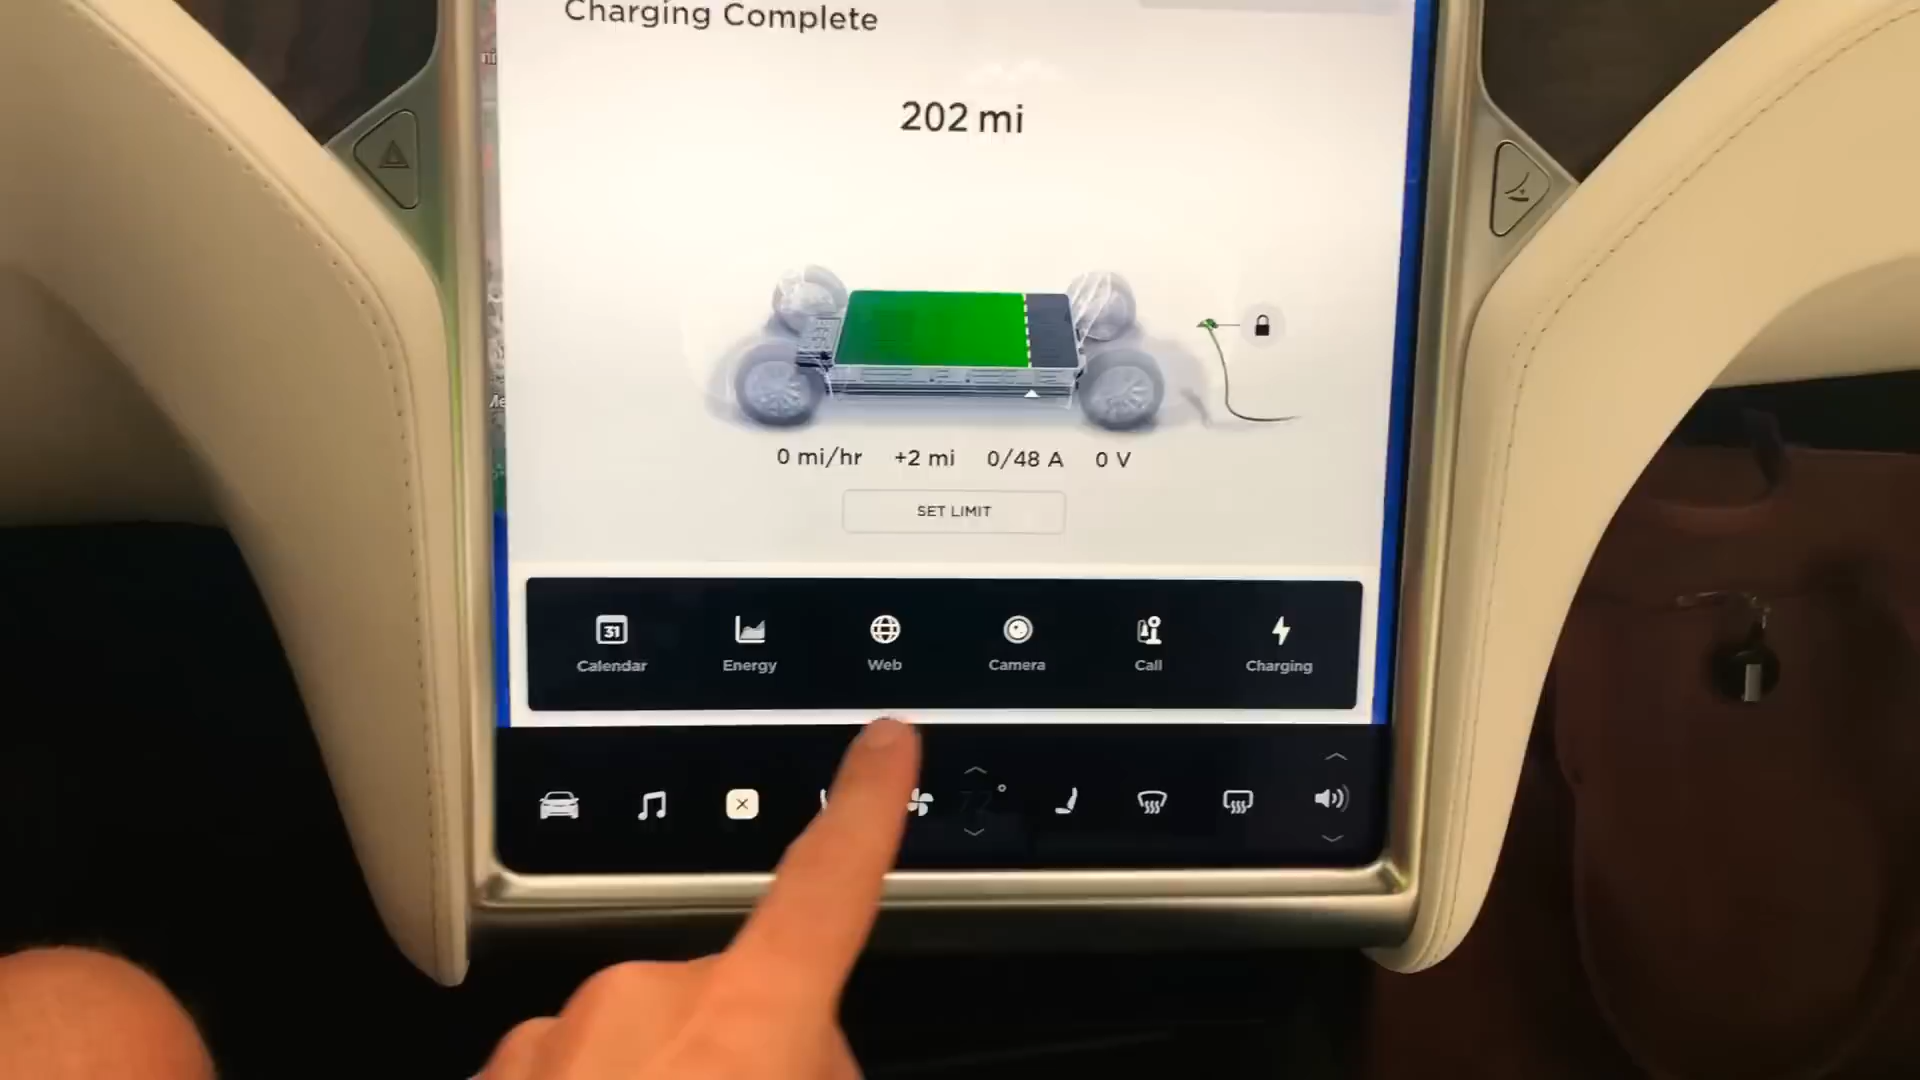 Charging Complete
202 mi
0 mi/hr +2 mi 0/48 A 0 V
SET LIMIT
31
Calendar Energy Web Camera Call Charging
72°